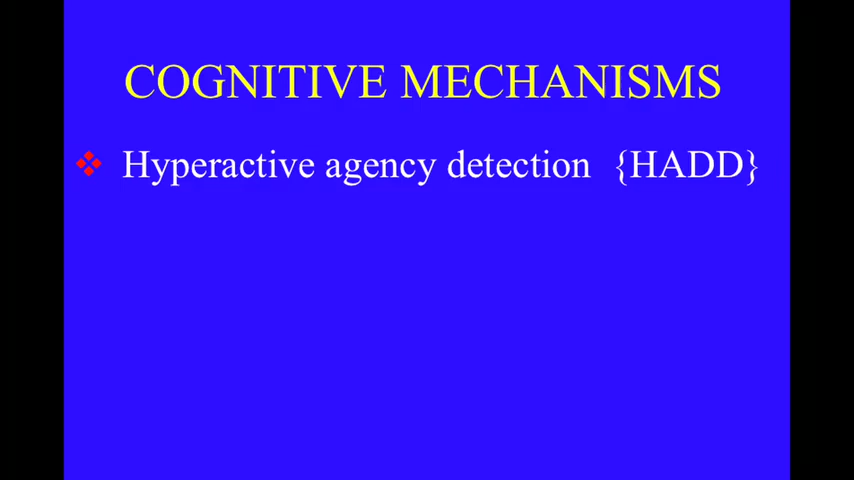 COGNITIVE MECHANISMS
❖ Hyperactive agency detection {HADD}